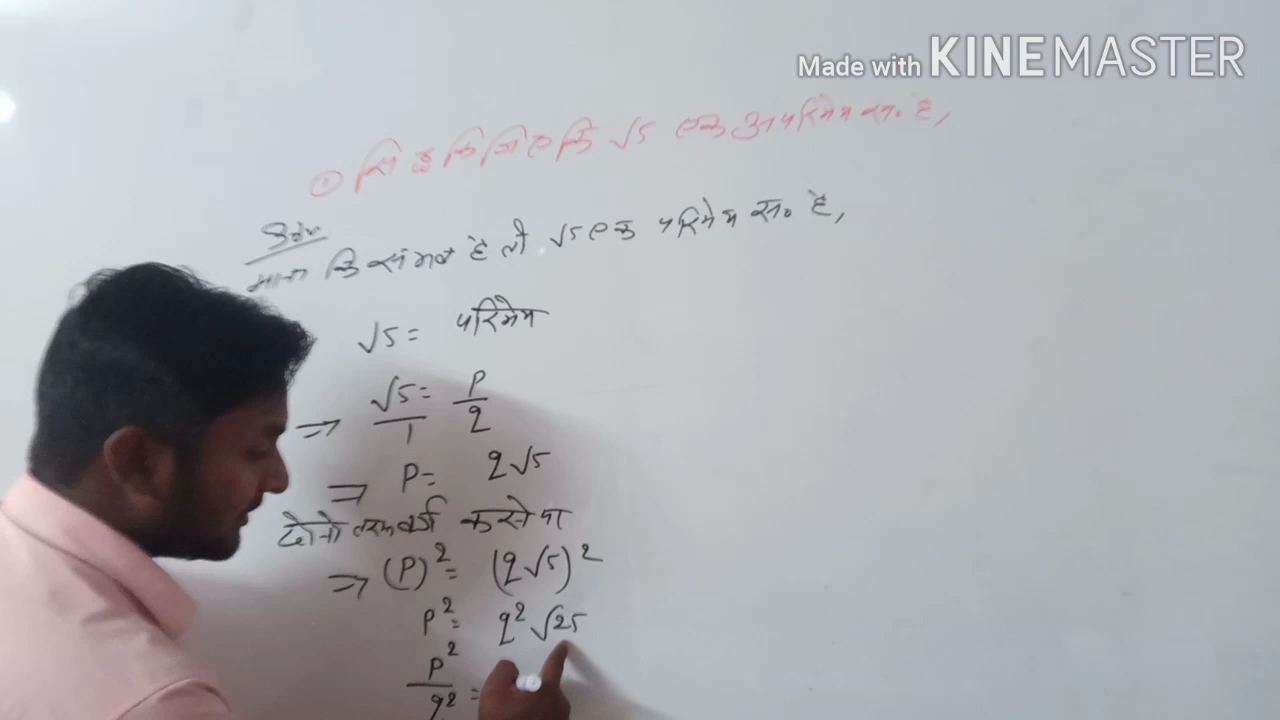 Made with KINEMASTER
① सिद्ध कीजिए कि √5 एक अपरिमेय सं० है,
उत्तर
माना कि संभव है तो √5 एक परिमेय सं० है,
√5 = परिमेय
⇒ √5/1 = P/q
⇒ P = q√5
दोनो तरफ वर्ग करने पर
⇒ (P)² = (q√5)²
P² = q²√25
P²/q² =